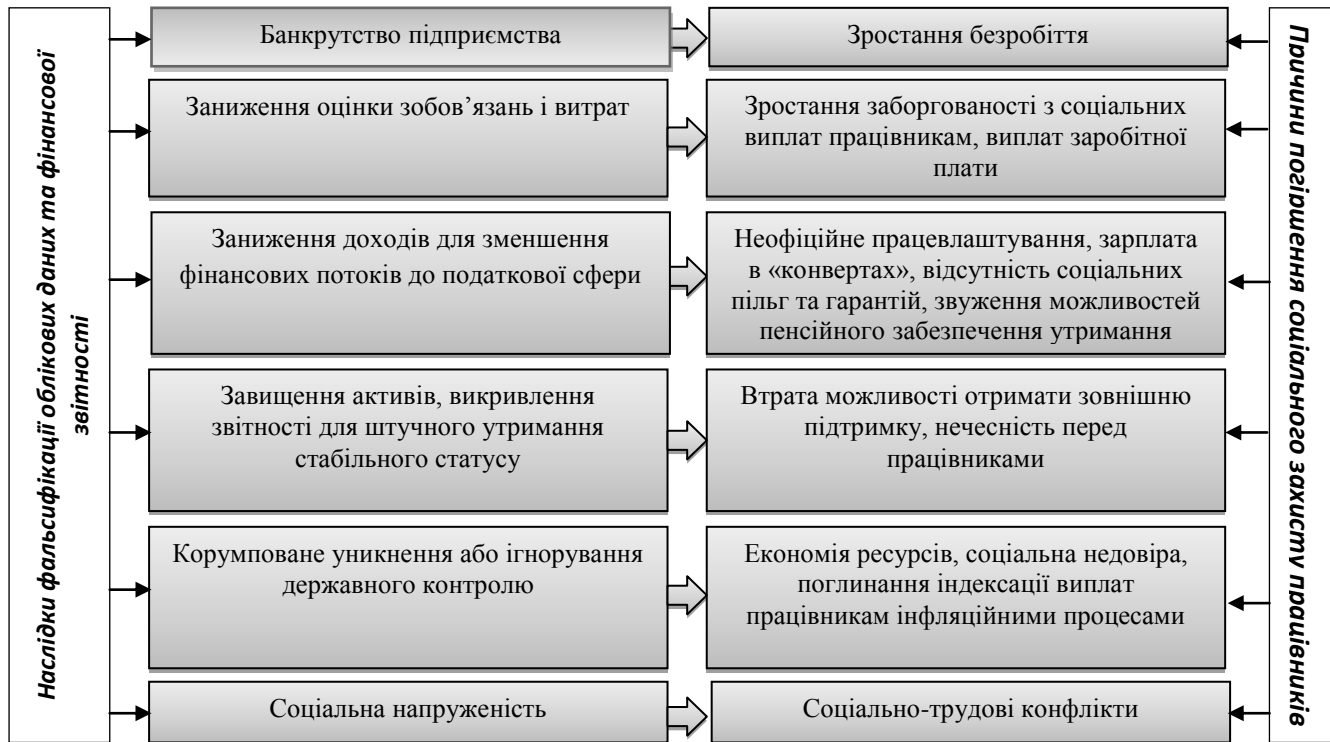 Наслідки фальсифікації облікових даних та фінансової
звітності
Банкрутство підприємства
Зростання безробіття
Заниження оцінки зобов’язань і витрат
Зростання заборгованості з соціальних
виплат працівникам, виплат заробітної
плати
Заниження доходів для зменшення
фінансових потоків до податкової сфери
Неофіційне працевлаштування, зарплата
в «конвертах», відсутність соціальних
пільг та гарантій, звуження можливостей
пенсійного забезпечення утримання
Завищення активів, викривлення
звітності для штучного утримання
стабільного статусу
Втрата можливості отримати зовнішню
підтримку, нечесність перед
працівниками
Корумповане уникнення або ігнорування
державного контролю
Економія ресурсів, соціальна недовіра,
поглинання індексації виплат
працівникам інфляційними процесами
Соціальна напруженість
Соціально-трудові конфлікти
Причини погіршення соціального захисту працівників